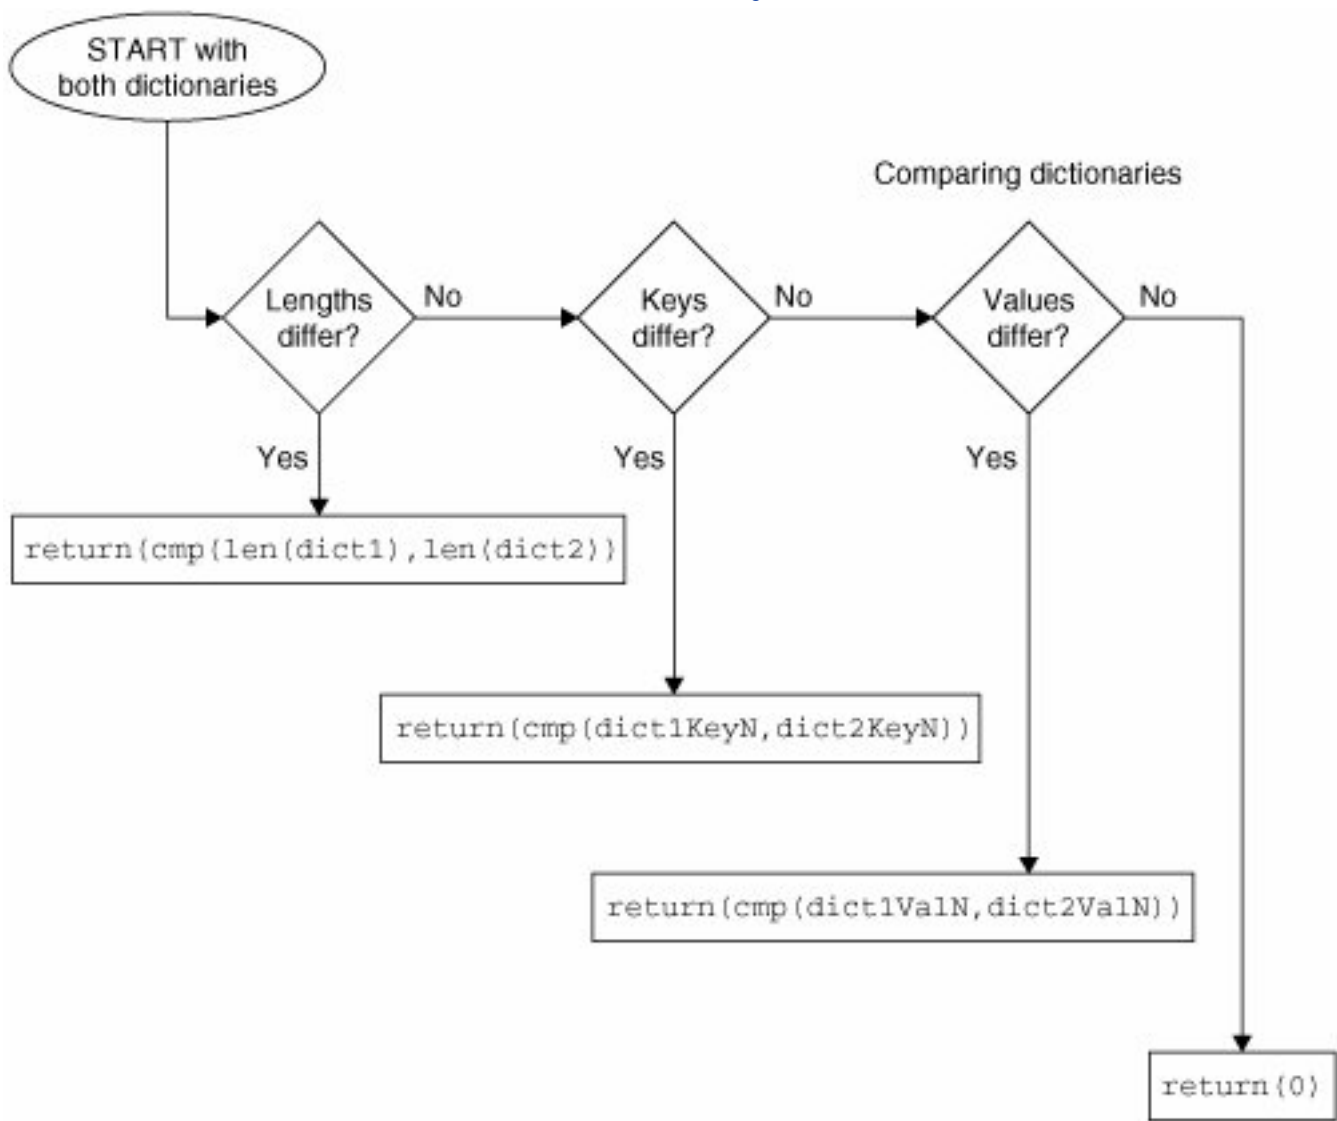 START with
both dictionaries
Comparing dictionaries
Lengths
differ?
No
Keys
differ?
No
Values
differ?
No
Yes
Yes
Yes
return(cmp(len(dict1),len(dict2))
return(cmp(dict1KeyN,dict2KeyN))
return(cmp(dict1ValN,dict2ValN))
return(0)